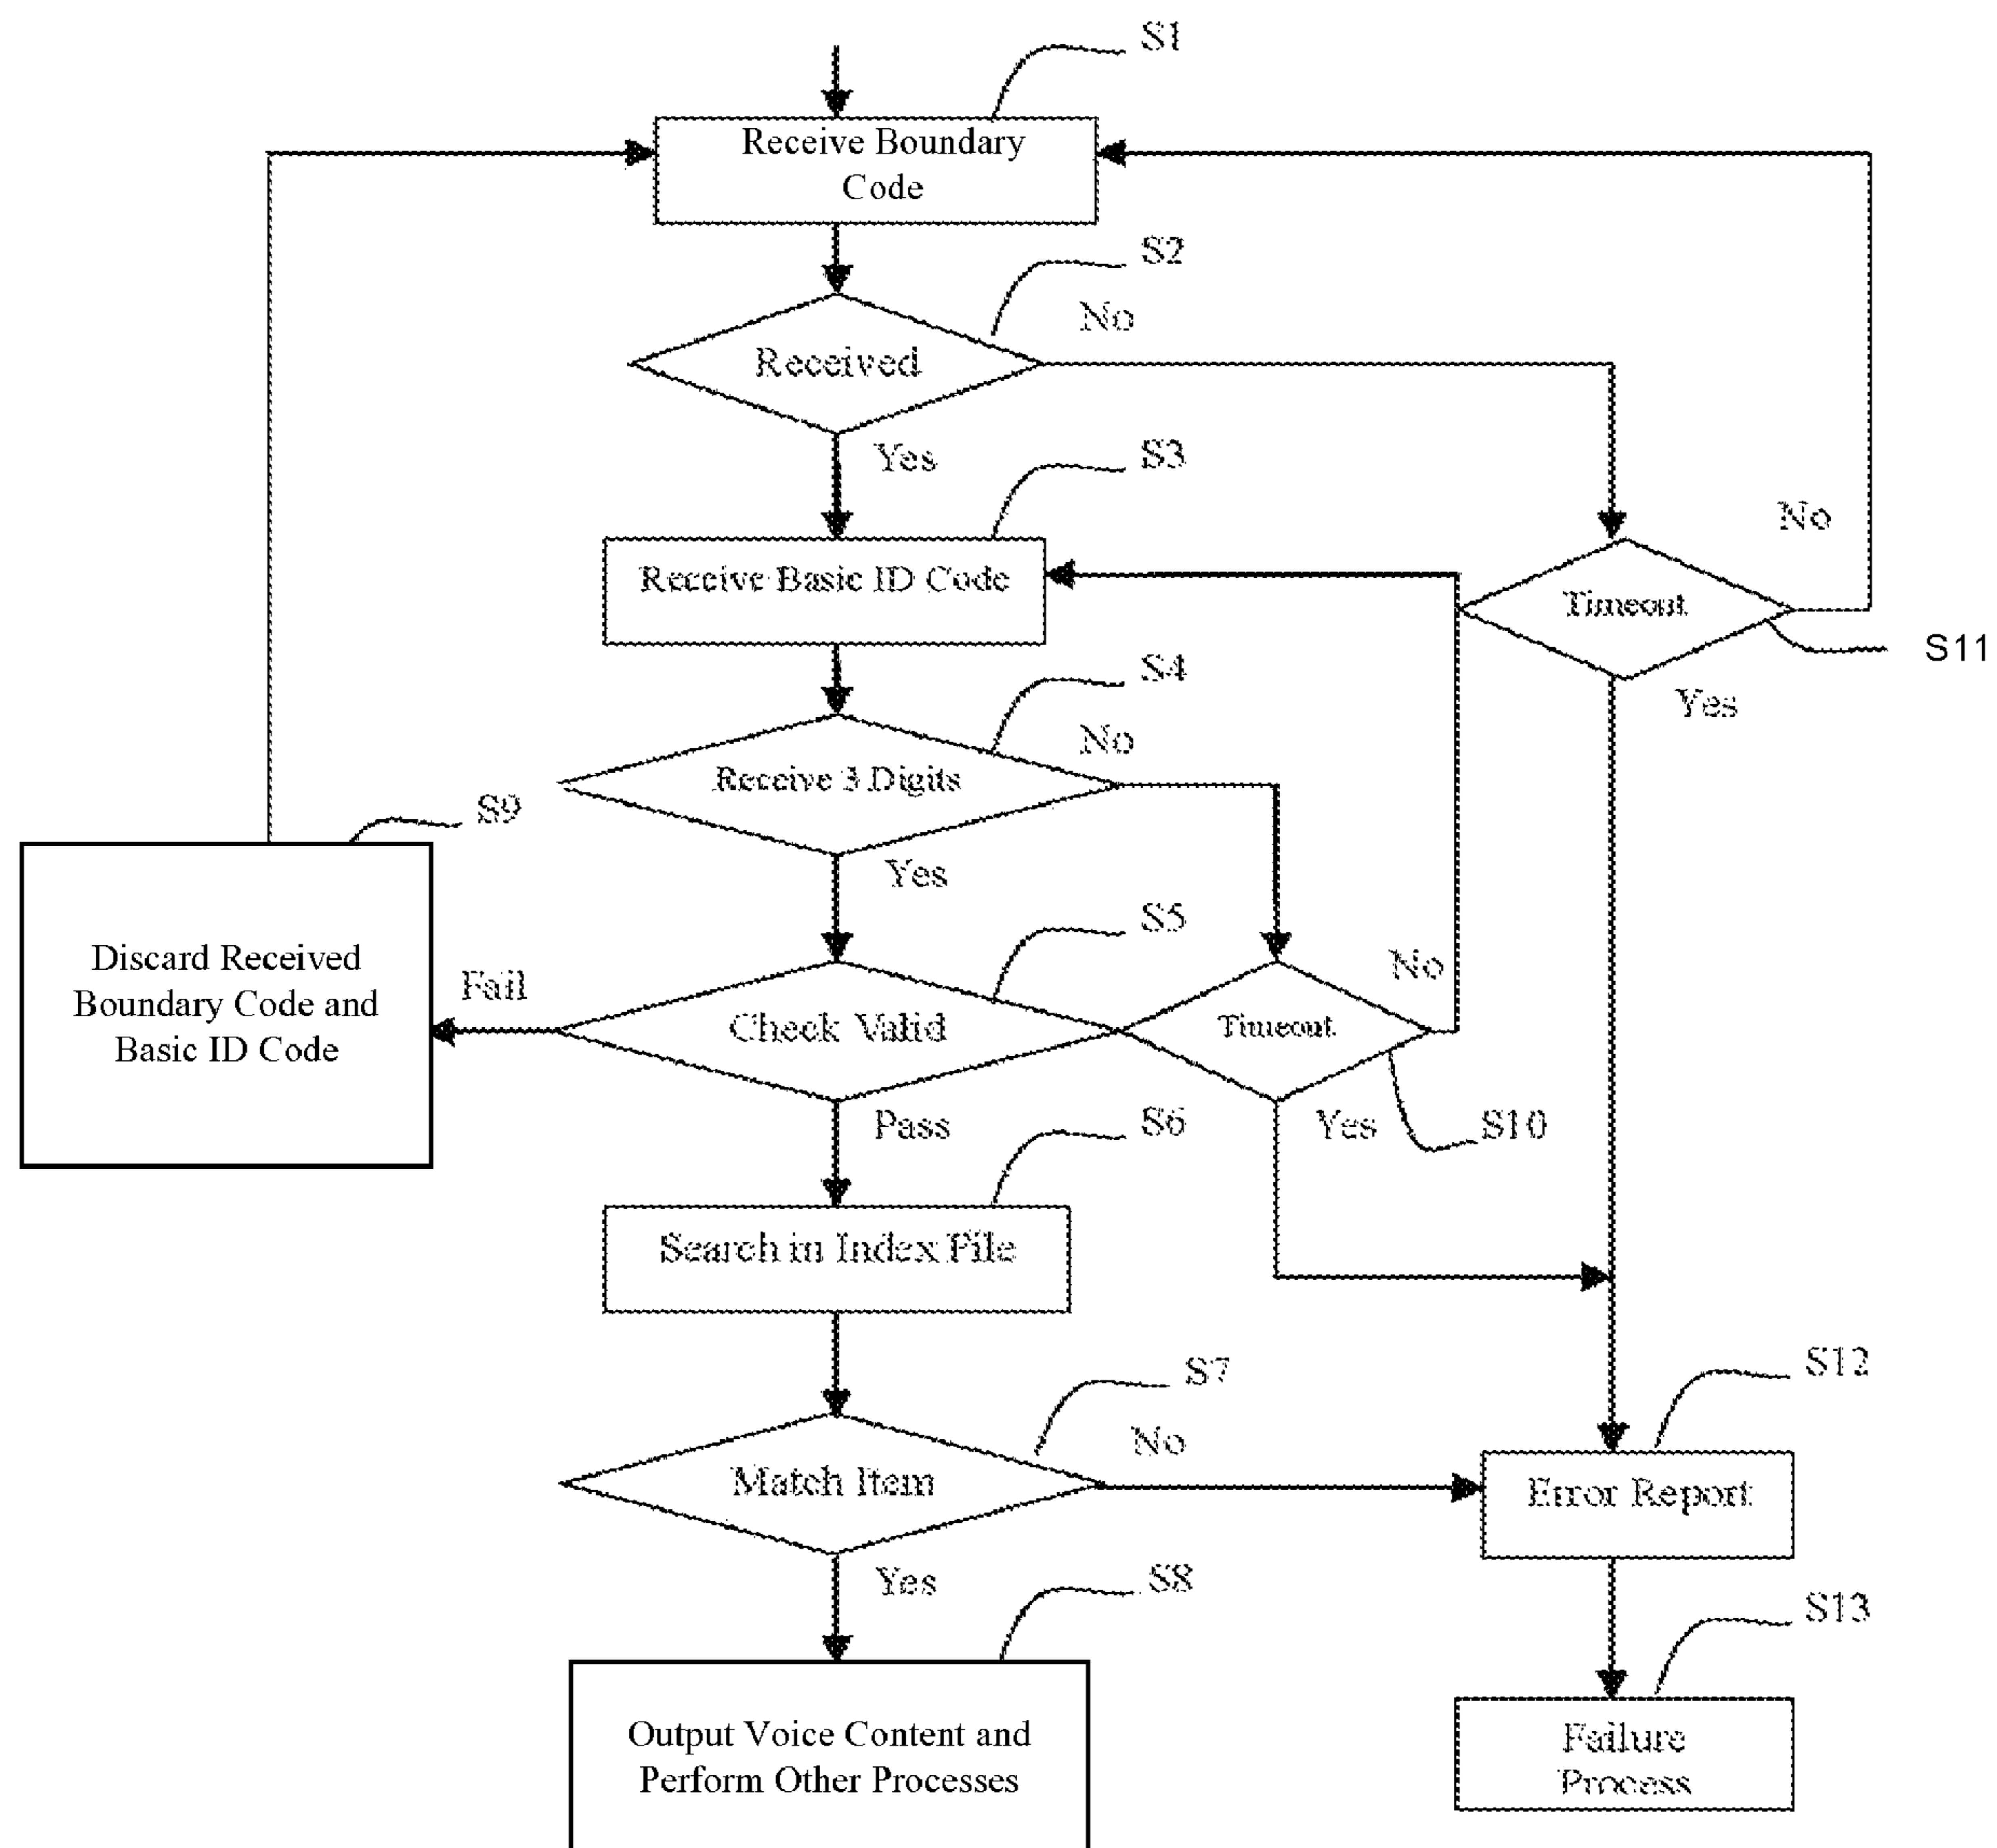 S1
Receive Boundary
Code
S2
No
Received
Yes
S3
No
Receive Basic ID Code
Timeout
S11
S4
No
Yes
Receive 3 Digits
S9
Yes
S5
Discard Received
Boundary Code and
Basic ID Code
Fail
No
Check Valid
Timeout
Pass
S6
Yes
S10
Search in Index File
S7
S12
No
Match Item
Error Report
Yes
S8
S13
Output Voice Content and
Perform Other Processes
Failure
Process